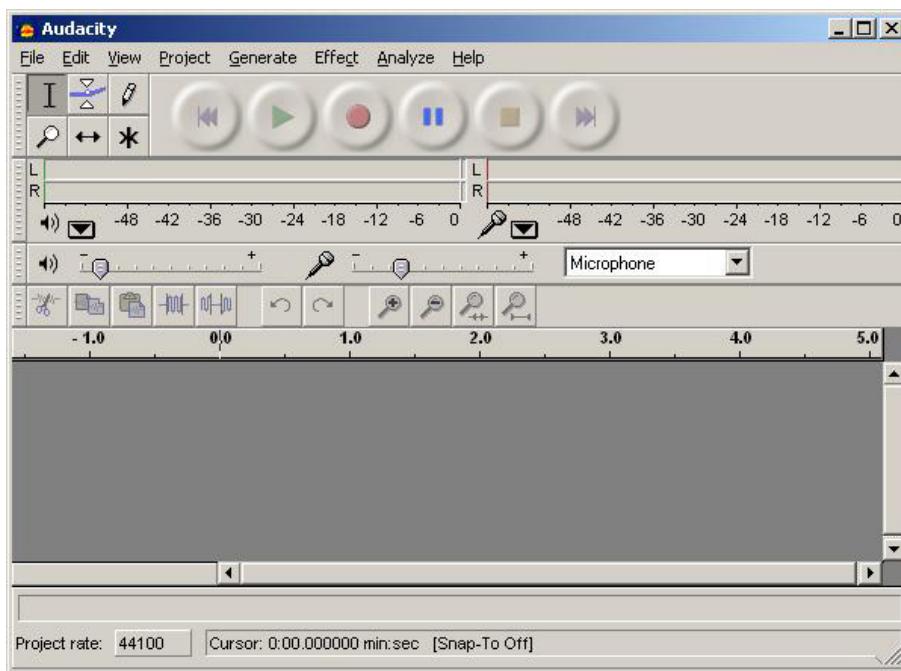 Audacity
File Edit View Project Generate Effect Analyze Help
L L
R R
-48 -42 -36 -30 -24 -18 -12 -6 0 -48 -42 -36 -30 -24 -18 -12 -6 0
- + - + Microphone
- 1.0 0.0 1.0 2.0 3.0 4.0 5.0
Project rate: 44100 Cursor: 0:00.000000 min:sec [Snap-To Off]